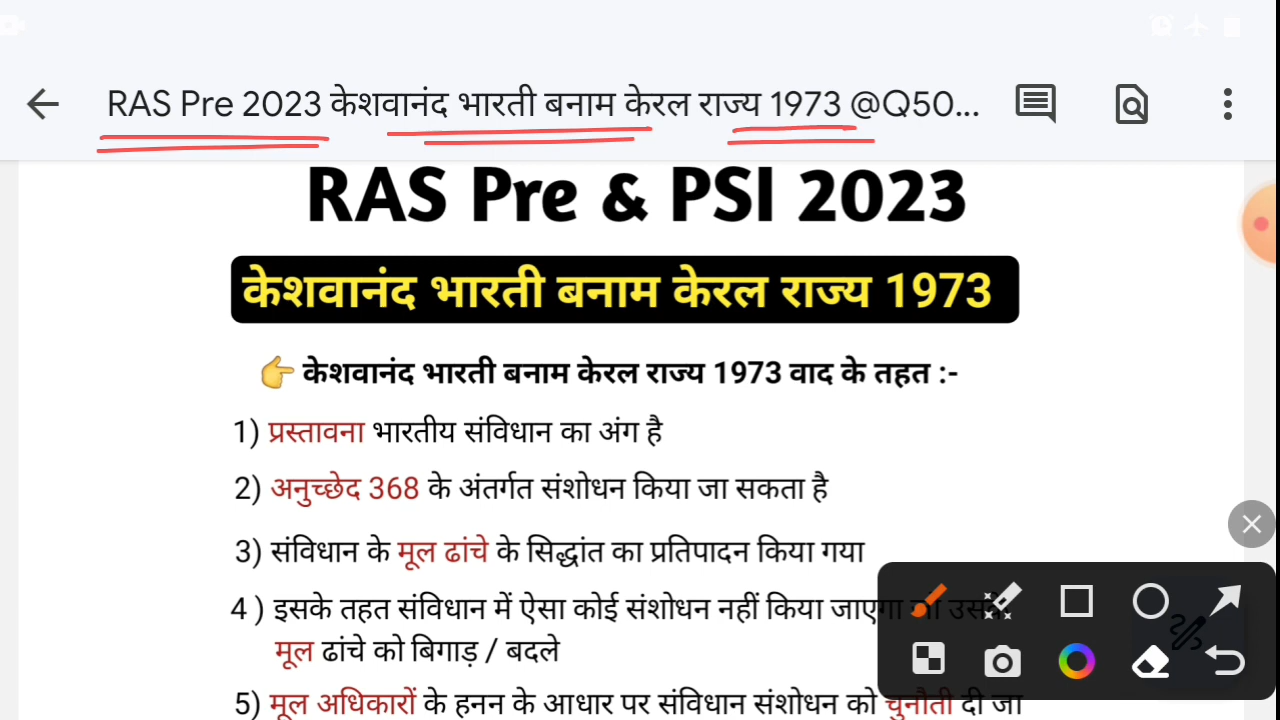 RAS Pre 2023 केशवानंद भारती बनाम केरल राज्य 1973 @Q50...
RAS Pre & PSI 2023
केशवानंद भारती बनाम केरल राज्य 1973
👉 केशवानंद भारती बनाम केरल राज्य 1973 वाद के तहत :-
1) प्रस्तावना भारतीय संविधान का अंग है
2) अनुच्छेद 368 के अंतर्गत संशोधन किया जा सकता है
3) संविधान के मूल ढांचे के सिद्धांत का प्रतिपादन किया गया
4 ) इसके तहत संविधान में ऐसा कोई संशोधन नहीं किया जाएगा
मूल ढांचे को बिगाड़ / बदले
5) मूल अधिकारों के हनन के आधार पर संविधान संशोधन को चुनौती दी जा